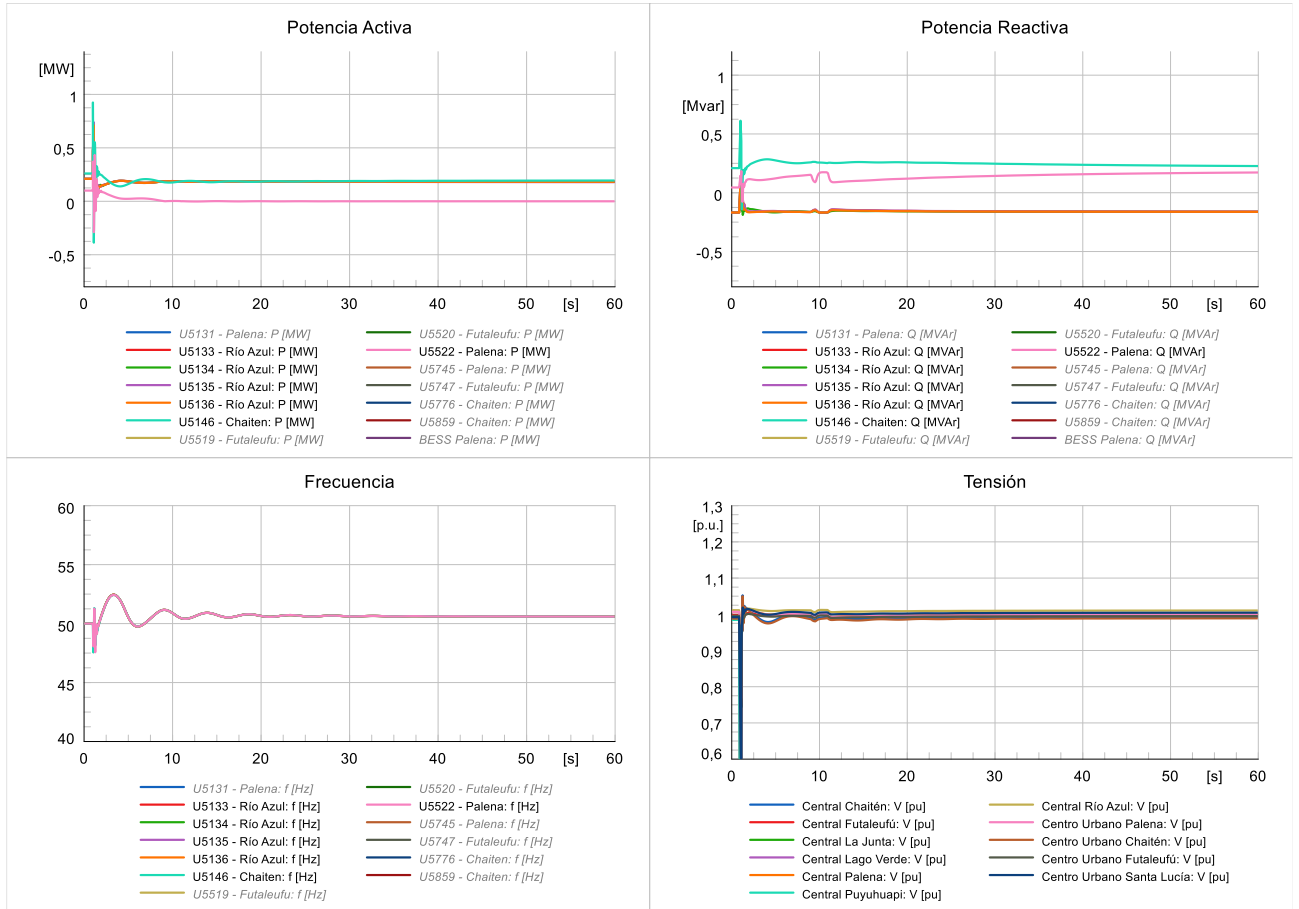 Potencia Activa
[MW]
1
0,5
0
-0,5
0 10 20 30 40 [s] 60
U5131 - Palena: P [MW] U5520 - Futaleufu: P [MW]
U5133 - Río Azul: P [MW] U5522 - Palena: P [MW]
U5134 - Río Azul: P [MW] U5745 - Palena: P [MW]
U5135 - Río Azul: P [MW] U5747 - Futaleufu: P [MW]
U5136 - Río Azul: P [MW] U5776 - Chaiten: P [MW]
U5146 - Chaiten: P [MW] U5859 - Chaiten: P [MW]
U5519 - Futaleufu: P [MW] BESS Palena: P [MW]
Potencia Reactiva
1
[Mvar]
0,5
0
-0,5
0 10 20 30 40 [s] 60
U5131 - Palena: Q [MVAr] U5520 - Futaleufu: Q [MVAr]
U5133 - Río Azul: Q [MVAr] U5522 - Palena: Q [MVAr]
U5134 - Río Azul: Q [MVAr] U5745 - Palena: Q [MVAr]
U5135 - Río Azul: Q [MVAr] U5747 - Futaleufu: Q [MVAr]
U5136 - Río Azul: Q [MVAr] U5776 - Chaiten: Q [MVAr]
U5146 - Chaiten: Q [MVAr] U5859 - Chaiten: Q [MVAr]
U5519 - Futaleufu: Q [MVAr] BESS Palena: Q [MVAr]
Frecuencia
60
55
50
45
40
0 10 20 30 40 [s] 60
U5131 - Palena: f [Hz] U5520 - Futaleufu: f [Hz]
U5133 - Río Azul: f [Hz] U5522 - Palena: f [Hz]
U5134 - Río Azul: f [Hz] U5745 - Palena: f [Hz]
U5135 - Río Azul: f [Hz] U5747 - Futaleufu: f [Hz]
U5136 - Río Azul: f [Hz] U5776 - Chaiten: f [Hz]
U5146 - Chaiten: f [Hz] U5859 - Chaiten: f [Hz]
U5519 - Futaleufu: f [Hz]
Tensión
1,3
[p.u.]
1,2
1,1
1
0,9
0,8
0,7
0,6
0 10 20 30 40 [s] 60
Central Chaitén: V [pu] Central Río Azul: V [pu]
Central Futaleufú: V [pu] Centro Urbano Palena: V [pu]
Central La Junta: V [pu] Centro Urbano Chaitén: V [pu]
Central Lago Verde: V [pu] Centro Urbano Futaleufú: V [pu]
Central Palena: V [pu] Centro Urbano Santa Lucía: V [pu]
Central Puyuhuapi: V [pu]